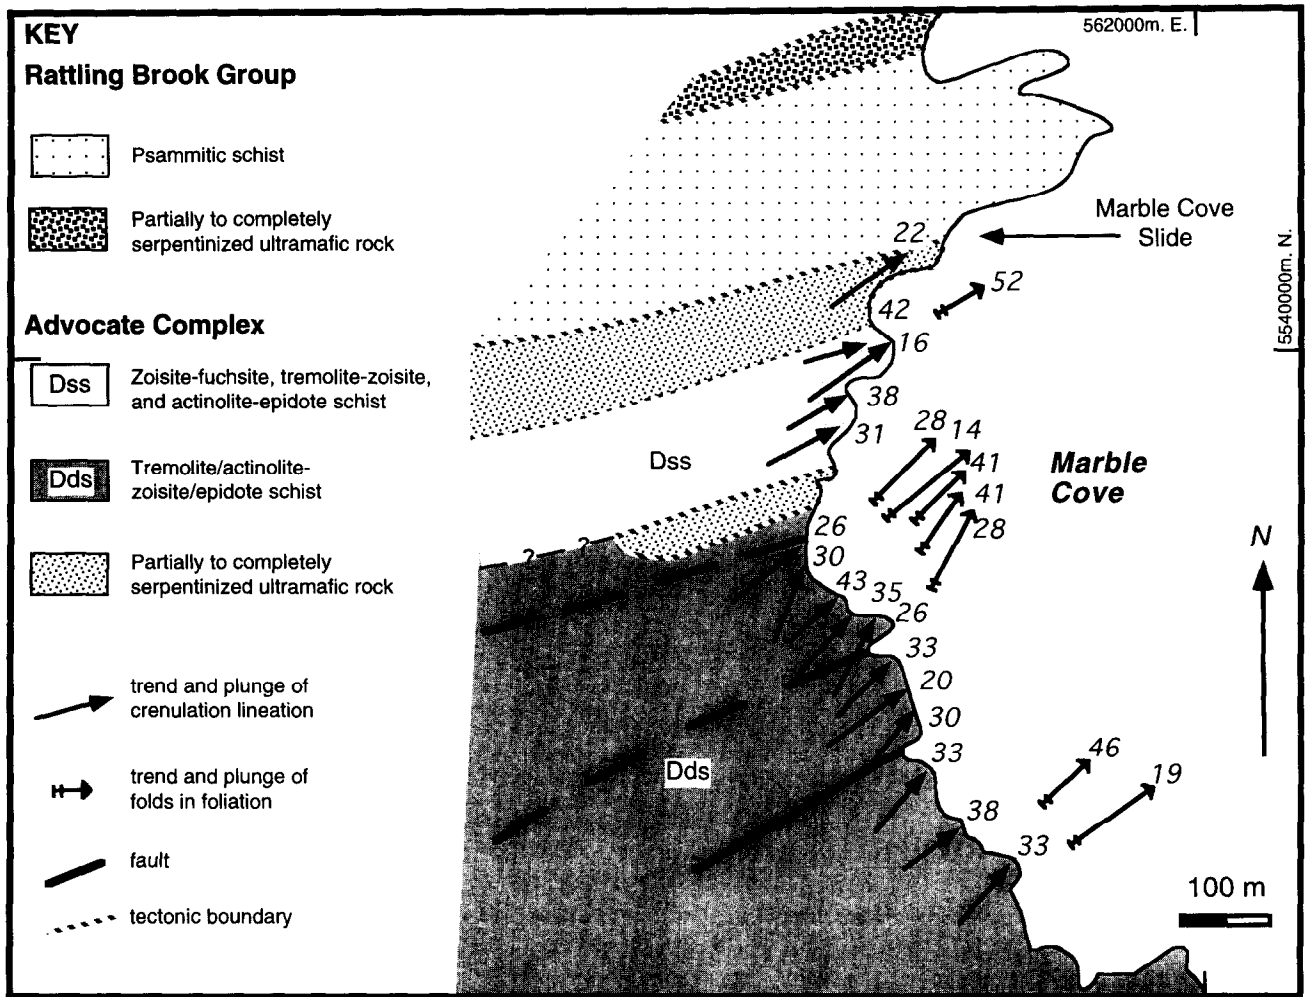 KEY
Rattling Brook Group
Psammitic schist
Partially to completely
serpentinized ultramafic rock
Advocate Complex
Dss
Zoisite-fuchsite, tremolite-zoisite,
and actinolite-epidote schist
Dds
Tremolite/actinolite-
zoisite/epidote schist
Partially to completely
serpentinized ultramafic rock
trend and plunge of
crenulation lineation
trend and plunge of
folds in foliation
fault
tectonic boundary
562000m. E.
Marble Cove
Slide
5540000m. N.
22
52
42
16
38
31
28
14
41
41
28
Dss
Marble
Cove
26
30
? ?
43
35
26
33
20
30
33
Dds
38
33
46
19
N
100 m